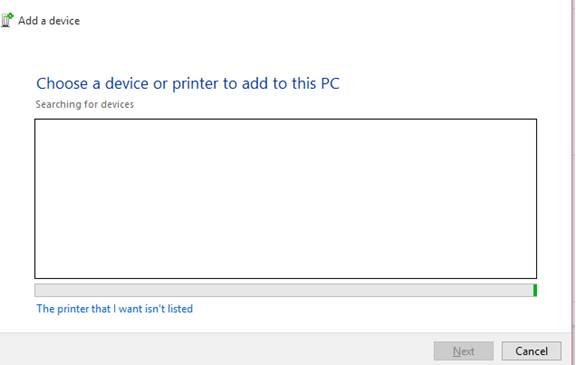 Add a device
Choose a device or printer to add to this PC
Searching for devices
The printer that I want isn't listed
Next
Cancel